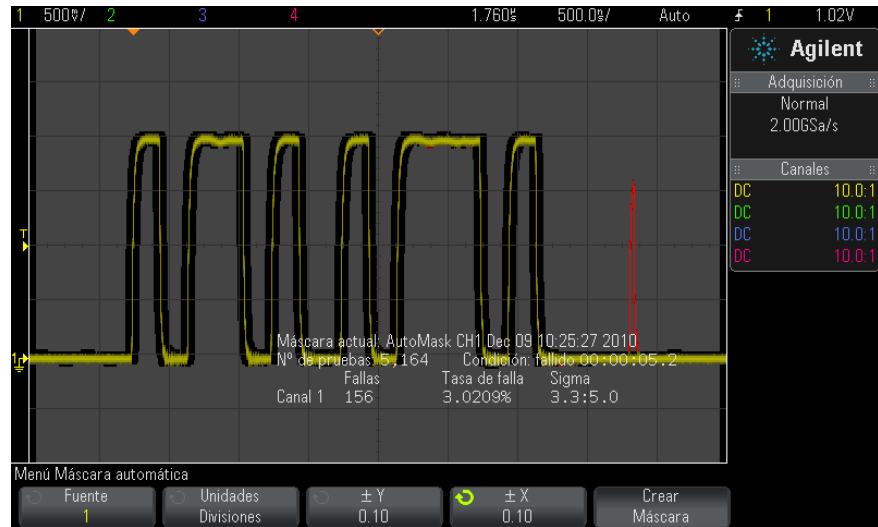 1 500♥/ 2 3 4 1.760s 500.0s/ Auto 1 1.02V
Agilent
Adquisición
Normal
2.00GSa/s
Canales
DC 10.0:1
DC 10.0:1
DC 10.0:1
DC 10.0:1
T
1
Máscara actual: AutoMask CH1 Dec 09 10:25:27 2010
Nº de pruebas: 5,164 Condición: fallido 00:00:05.2
Fallas Tasa de falla Sigma
Canal 1 156 3.0209% 3.3:5.0
Menú Máscara automática
Fuente Unidades ± Y ± X Crear
1 Divisiones 0.10 0.10 Máscara